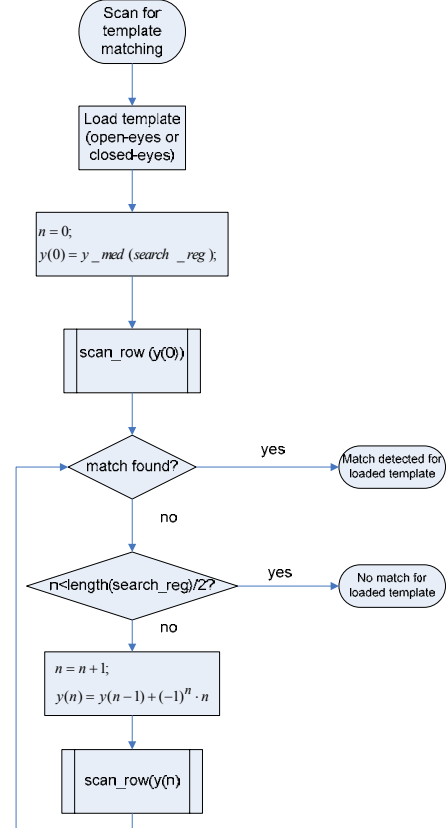 Scan for
template
matching
Load template
(open-eyes or
closed-eyes)
n = 0;
y(0) = y_med (search _reg );
scan_row (y(0))
match found?
yes
Match detected for
loaded template
no
n<length(search_reg)/2?
yes
No match for
loaded template
no
n = n+1;
y(n) = y(n−1)+(−1)^n · n
scan_row(y(n)